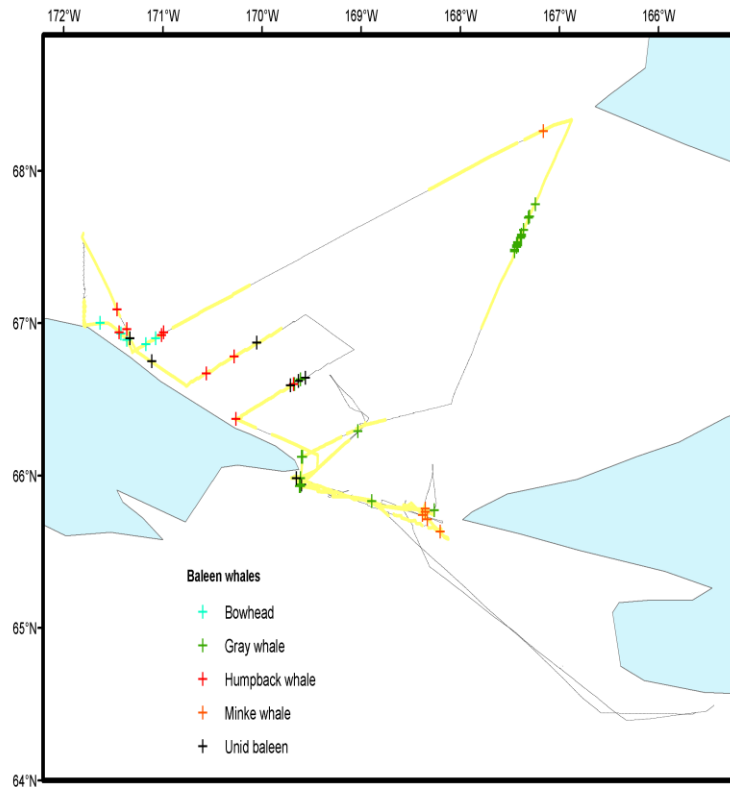 172°W 171°W 170°W 169°W 168°W 167°W 166°W
68°N
67°N
66°N
65°N
64°N
Baleen whales
Bowhead
Gray whale
Humpback whale
Minke whale
Unid baleen